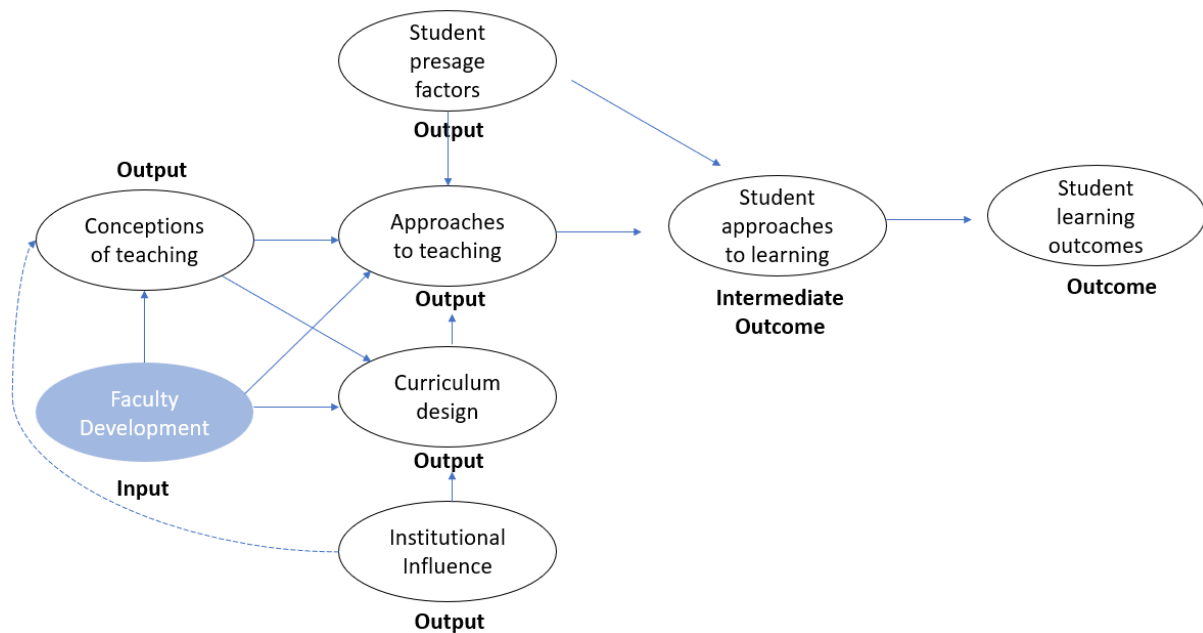 Student
presage
factors
Output
Output
Conceptions
of teaching
Approaches
to teaching
Output
Student
approaches
to learning
Intermediate
Outcome
Student
learning
outcomes
Outcome
Faculty
Development
Input
Curriculum
design
Output
Institutional
Influence
Output